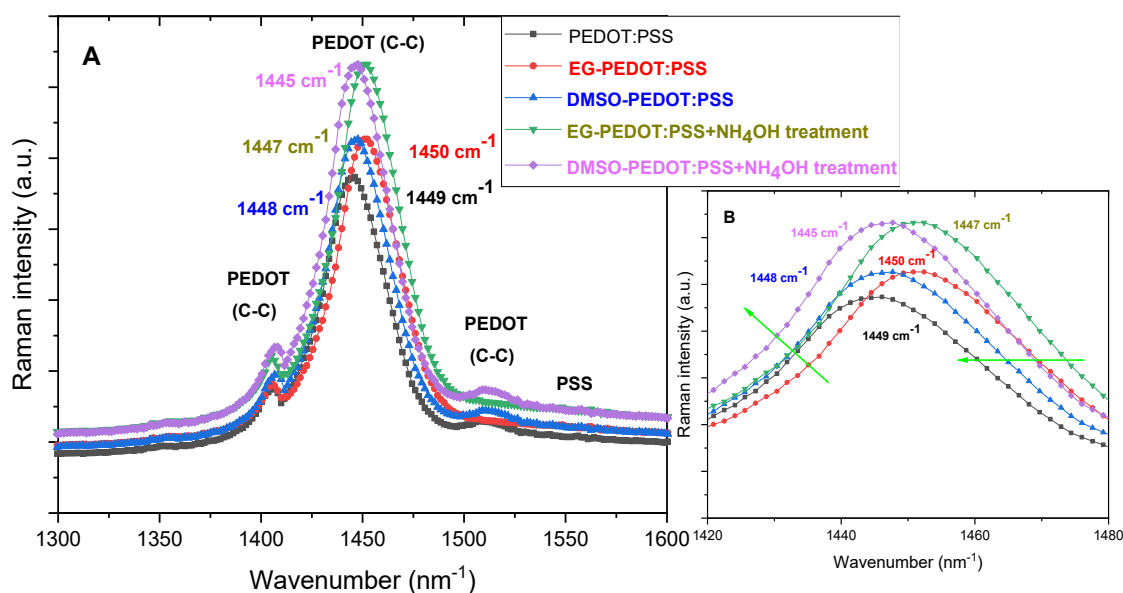 A
PEDOT (C-C)
1445 cm⁻¹
1447 cm⁻¹
1450 cm⁻¹
1448 cm⁻¹
1449 cm⁻¹
PEDOT
(C-C)
PEDOT
(C-C)
PSS
Raman intensity (a.u.)
1300
1350
1400
1450
1500
1550
1600
Wavenumber (nm⁻¹)
PEDOT:PSS
EG-PEDOT:PSS
DMSO-PEDOT:PSS
EG-PEDOT:PSS+NH₄OH treatment
DMSO-PEDOT:PSS+NH₄OH treatment
B
1445 cm⁻¹
1447 cm⁻¹
1450 cm⁻¹
1448 cm⁻¹
1449 cm⁻¹
Raman intensity (a.u.)
1420
1440
1460
1480
Wavenumber (nm⁻¹)